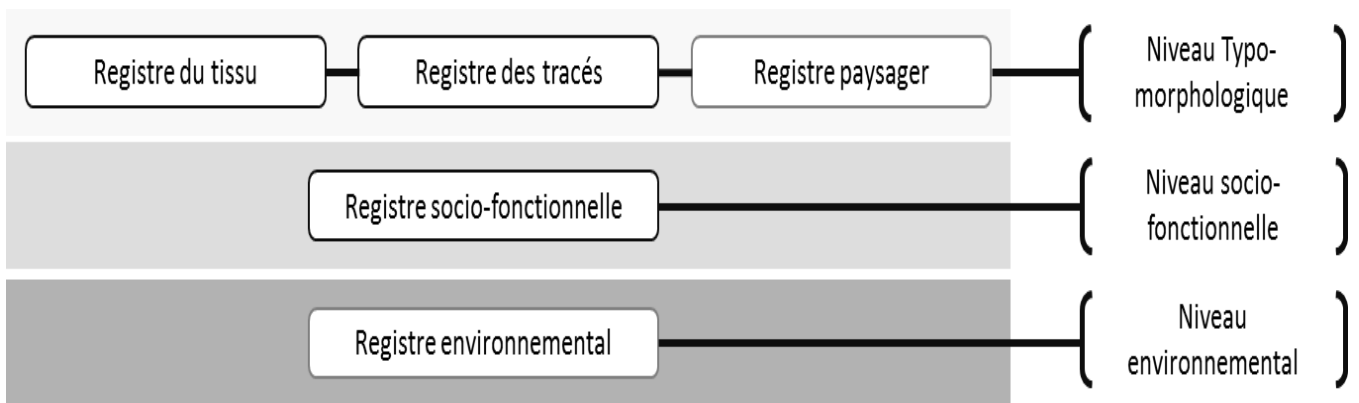 Registre du tissu
Registre des tracés
Registre paysager
Niveau Typo-
morphologique
Registre socio-fonctionnelle
Niveau socio-
fonctionnelle
Registre environnemental
Niveau
environnemental